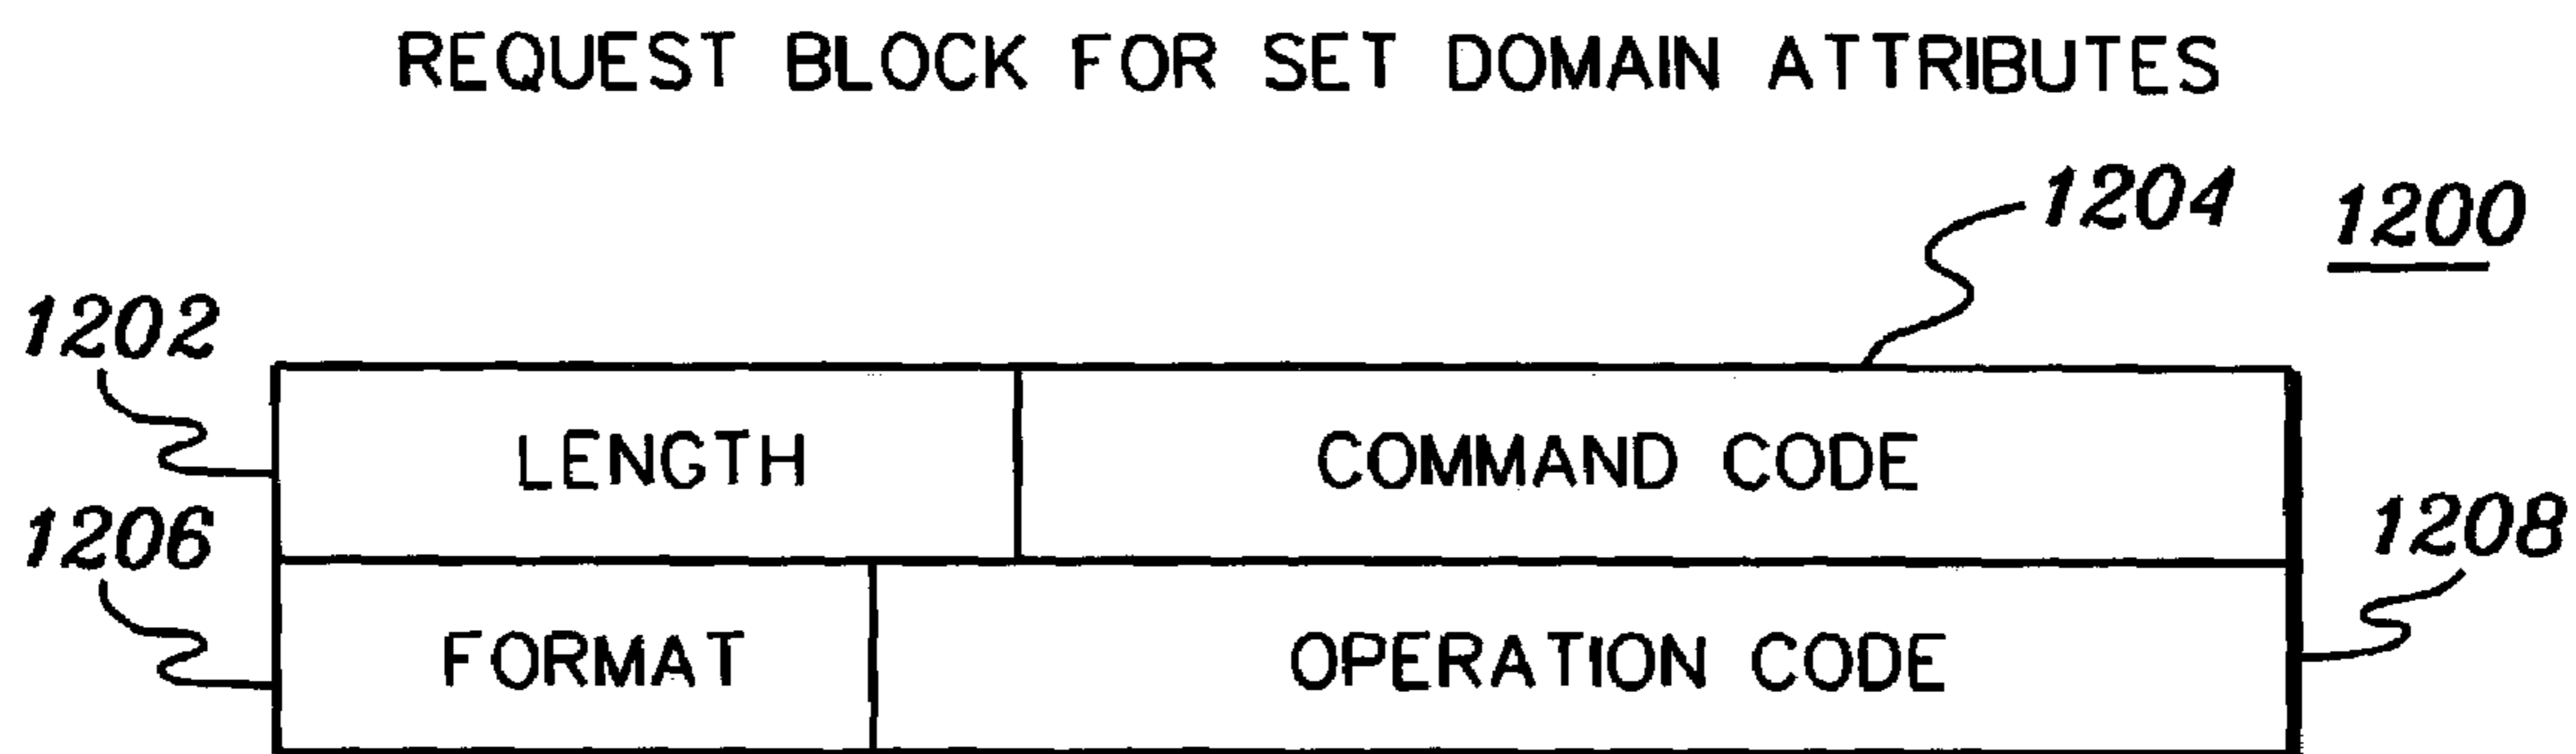 REQUEST BLOCK FOR SET DOMAIN ATTRIBUTES
1204
1200
1202
LENGTH
COMMAND CODE
1206
1208
FORMAT
OPERATION CODE